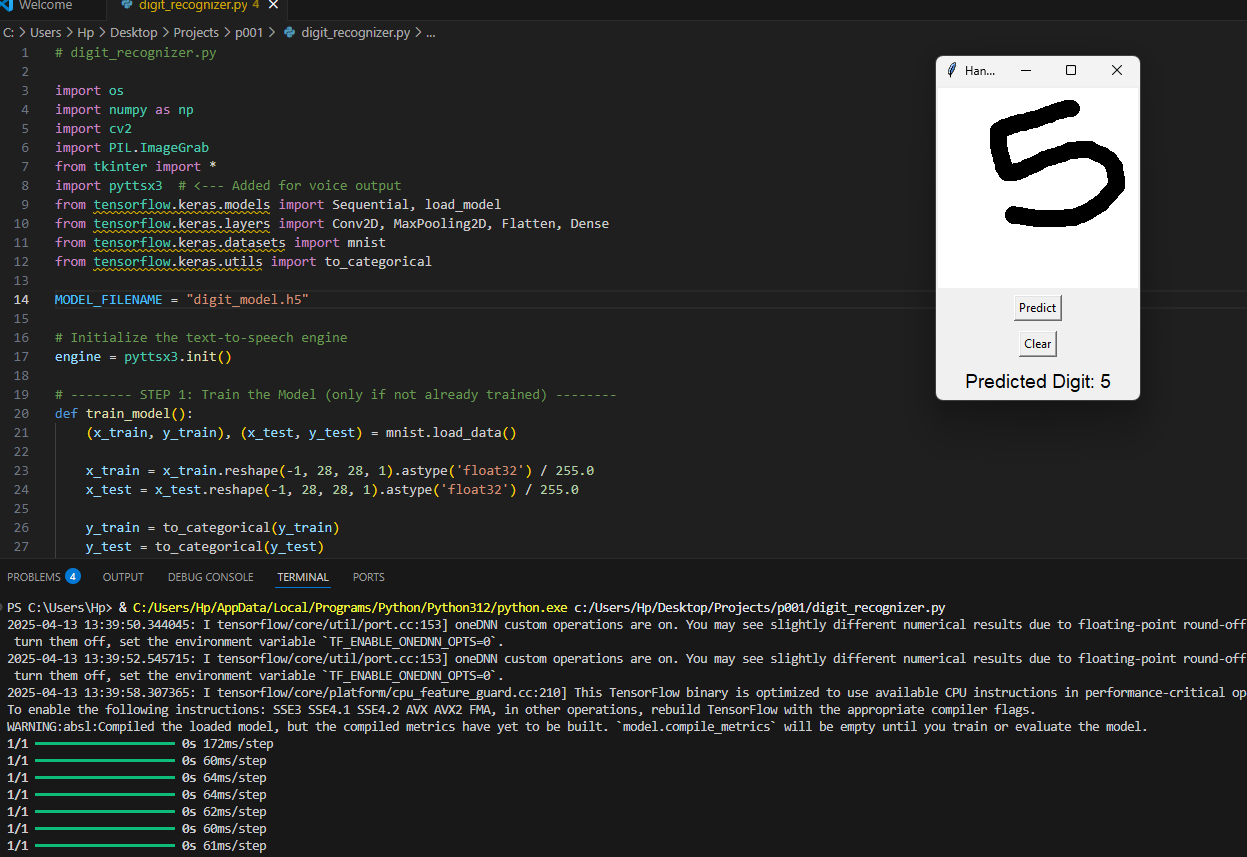 Welcome
digit_recognizer.py 4
C: > Users > Hp > Desktop > Projects > p001 > digit_recognizer.py > ...
1 # digit_recognizer.py
2
3 import os
4 import numpy as np
5 import cv2
6 import PIL.ImageGrab
7 from tkinter import *
8 import pyttsx3 # <--- Added for voice output
9 from tensorflow.keras.models import Sequential, load_model
10 from tensorflow.keras.layers import Conv2D, MaxPooling2D, Flatten, Dense
11 from tensorflow.keras.datasets import mnist
12 from tensorflow.keras.utils import to_categorical
13
14 MODEL_FILENAME = "digit_model.h5"
15
16 # Initialize the text-to-speech engine
17 engine = pyttsx3.init()
18
19 # -------- STEP 1: Train the Model (only if not already trained) --------
20 def train_model():
21 (x_train, y_train), (x_test, y_test) = mnist.load_data()
22
23 x_train = x_train.reshape(-1, 28, 28, 1).astype('float32') / 255.0
24 x_test = x_test.reshape(-1, 28, 28, 1).astype('float32') / 255.0
25
26 y_train = to_categorical(y_train)
27 y_test = to_categorical(y_test)
Han...
5
Predict
Clear
Predicted Digit: 5
PROBLEMS 4 OUTPUT DEBUG CONSOLE TERMINAL PORTS
PS C:\Users\Hp> & C:/Users/Hp/AppData/Local/Programs/Python/Python312/python.exe c:/Users/Hp/Desktop/Projects/p001/digit_recognizer.py
2025-04-13 13:39:50.344045: I tensorflow/core/util/port.cc:153] oneDNN custom operations are on. You may see slightly different numerical results due to floating-point round-off
turn them off, set the environment variable `TF_ENABLE_ONEDNN_OPTS=0`.
2025-04-13 13:39:52.545715: I tensorflow/core/util/port.cc:153] oneDNN custom operations are on. You may see slightly different numerical results due to floating-point round-off
turn them off, set the environment variable `TF_ENABLE_ONEDNN_OPTS=0`.
2025-04-13 13:39:58.307365: I tensorflow/core/platform/cpu_feature_guard.cc:210] This TensorFlow binary is optimized to use available CPU instructions in performance-critical op
To enable the following instructions: SSE3 SSE4.1 SSE4.2 AVX AVX2 FMA, in other operations, rebuild TensorFlow with the appropriate compiler flags.
WARNING:absl:Compiled the loaded model, but the compiled metrics have yet to be built. `model.compile_metrics` will be empty until you train or evaluate the model.
1/1 0s 172ms/step
1/1 0s 60ms/step
1/1 0s 64ms/step
1/1 0s 64ms/step
1/1 0s 62ms/step
1/1 0s 60ms/step
1/1 0s 61ms/step